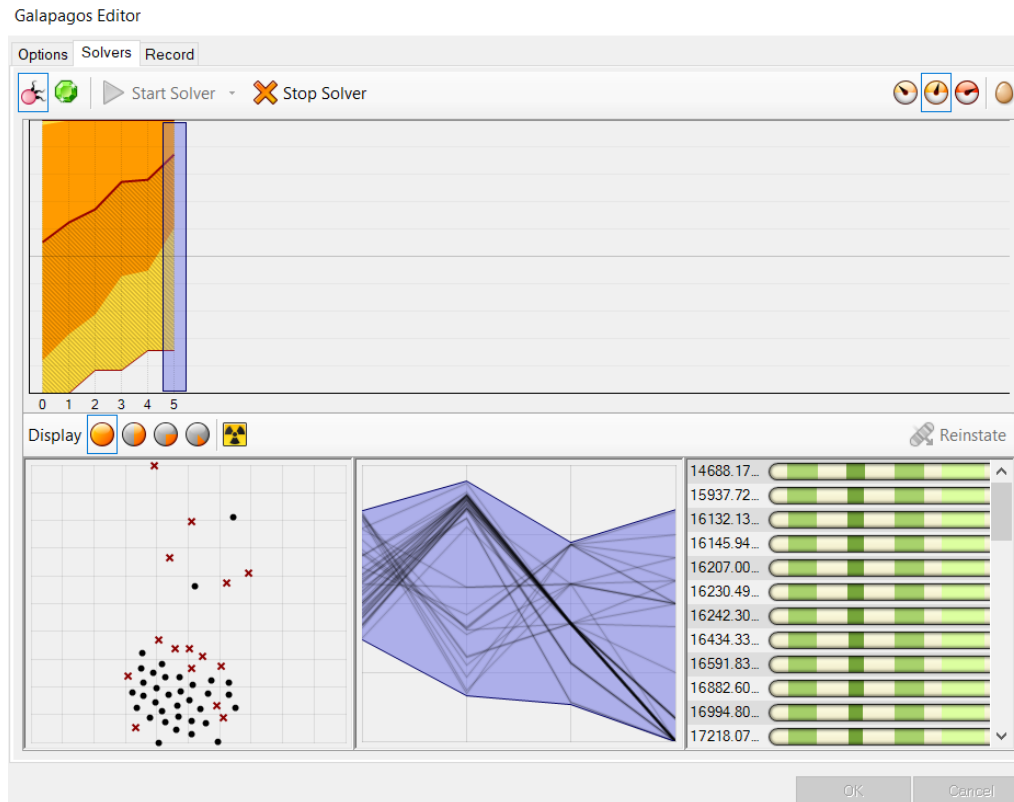 Galapagos Editor
Options Solvers Record
Start Solver Stop Solver
0 1 2 3 4 5
Display Reinstate
14688.17...
15937.72...
16132.13...
16145.94...
16207.00...
16230.49...
16242.30...
16434.33...
16591.83...
16882.60...
16994.80...
17218.07...
OK Cancel